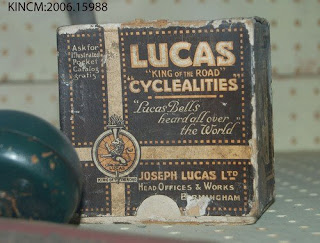 KINCM:2006.15988
Ask for
Illustrated
Pocket
Catalog
gratis
LUCAS
"KING OF THE ROAD"
"CYCLEALITIES"
"Lucas Bells
heard all over
the World"
JOSEPH LUCAS LTD
HEAD OFFICES & WORKS
BIRMINGHAM